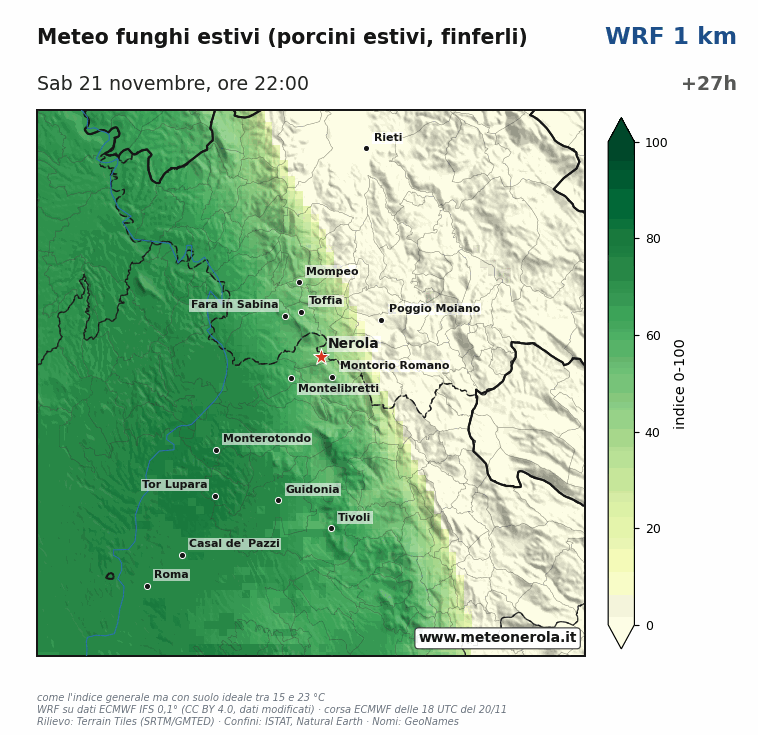 Meteo funghi estivi (porcini estivi, finferli)
WRF 1 km
Sab 21 novembre, ore 22:00
+27h
Rieti
Mompeo
Toffia
Fara in Sabina
Poggio Moiano
Nerola
Montorio Romano
Montelibretti
Monterotondo
Tor Lupara
Guidonia
Tivoli
Casal de' Pazzi
Roma
www.meteonerola.it
100
80
60
40
20
0
indice 0-100
come l'indice generale ma con suolo ideale tra 15 e 23 °C
WRF su dati ECMWF IFS 0,1° (CC BY 4.0, dati modificati) · corsa ECMWF delle 18 UTC del 20/11
Rilievo: Terrain Tiles (SRTM/GMTED) · Confini: ISTAT, Natural Earth · Nomi: GeoNames